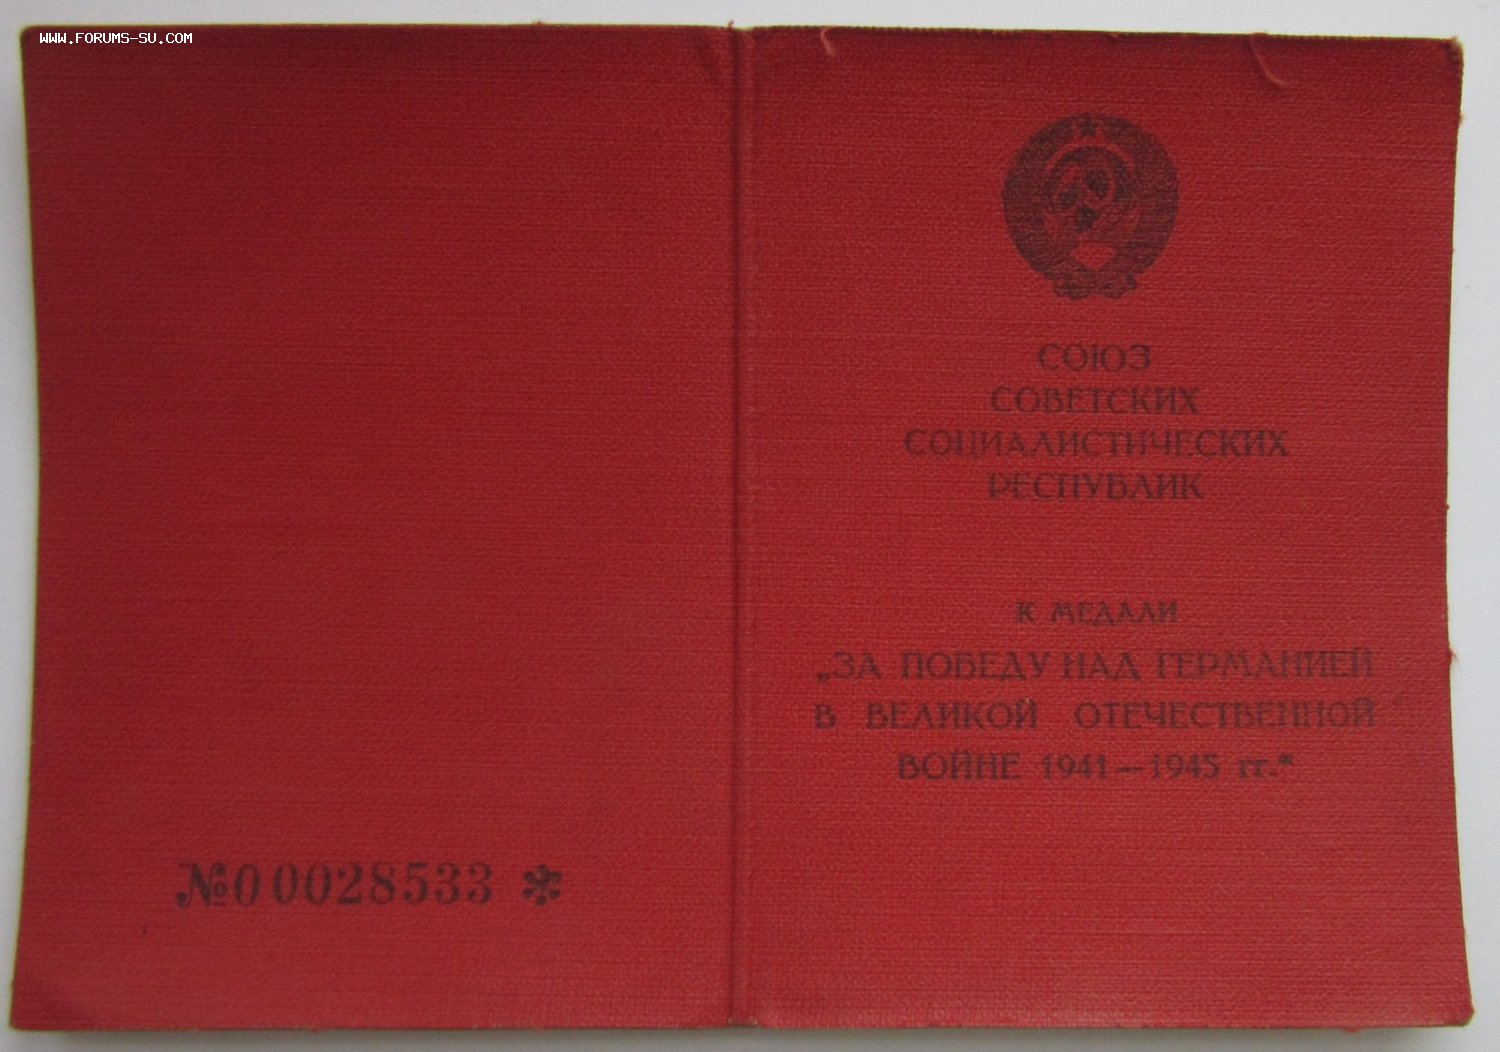 WWW.FORUMS-SU.COM
СОЮЗ
СОВЕТСКИХ
СОЦИАЛИСТИЧЕСКИХ
РЕСПУБЛИК
К МЕДАЛИ
„ЗА ПОБЕДУ НАД ГЕРМАНИЕЙ
В ВЕЛИКОЙ ОТЕЧЕСТВЕННОЙ
ВОЙНЕ 1941—1945 гг.“
№0 0028533 *